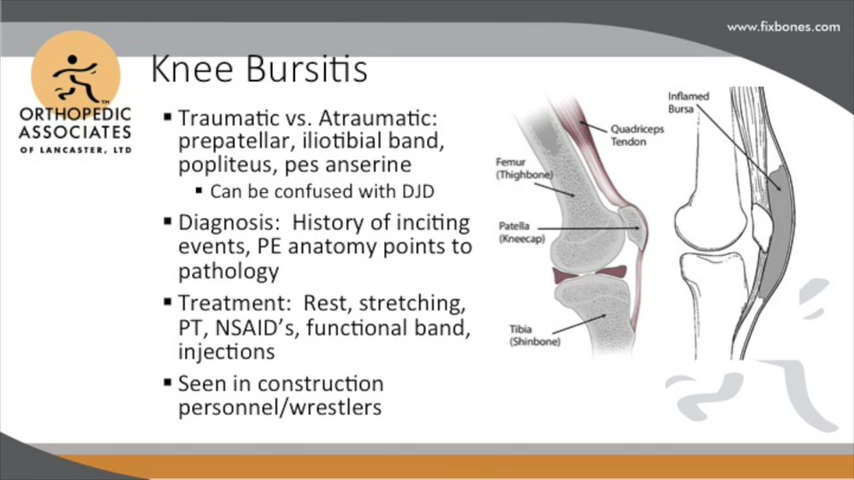 www.fixbones.com
ORTHOPEDIC
ASSOCIATES
OF LANCASTER, LTD
TM
Knee Bursitis
▪ Traumatic vs. Atraumatic:
prepatellar, iliotibial band,
popliteus, pes anserine
▪ Can be confused with DJD
▪ Diagnosis: History of inciting
events, PE anatomy points to
pathology
▪ Treatment: Rest, stretching,
PT, NSAID's, functional band,
injections
▪ Seen in construction
personnel/wrestlers
Quadriceps
Tendon
Femur
(Thighbone)
Patella
(Kneecap)
Tibia
(Shinbone)
Inflamed
Bursa